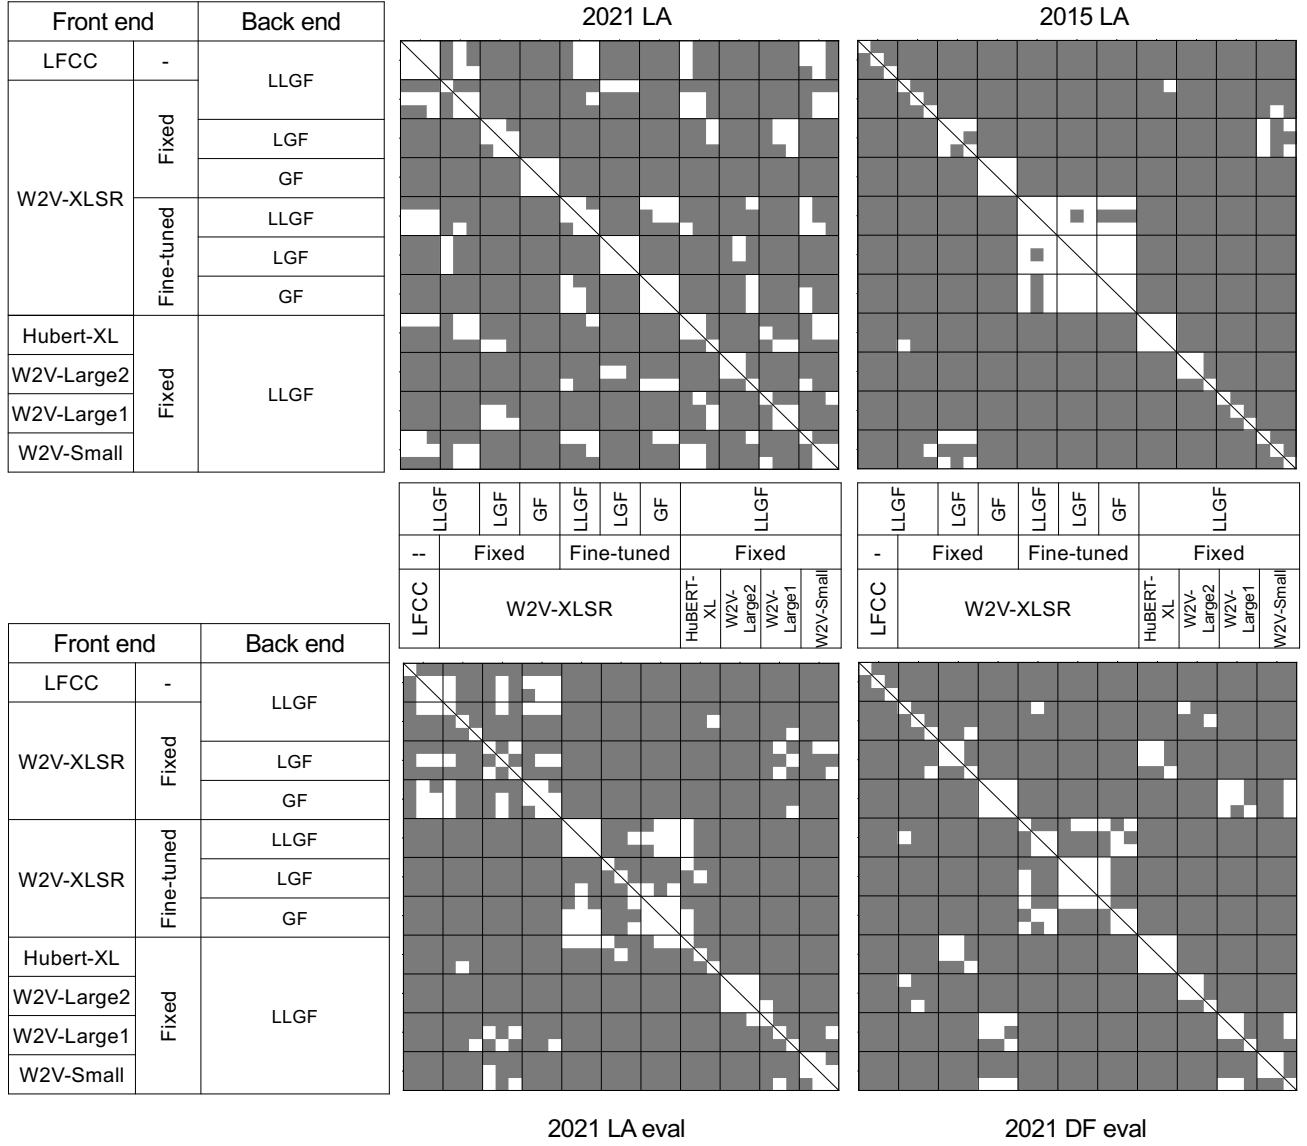 2021 LA
2015 LA
Front end
Back end
LFCC
-
LLGF
W2V-XLSR
Fixed
LGF
GF
Fine-tuned
LLGF
LGF
GF
Hubert-XL
W2V-Large2
W2V-Large1
W2V-Small
Fixed
LLGF
LLGF
LGF
GF
LLGF
LGF
GF
LLGF
--
Fixed
Fine-tuned
Fixed
LFCC
W2V-XLSR
HuBERT-
XL
W2V-
Large2
W2V-
Large1
W2V-Small
LLGF
LGF
GF
LLGF
LGF
GF
LLGF
-
Fixed
Fine-tuned
Fixed
LFCC
W2V-XLSR
HuBERT-
XL
W2V-
Large2
W2V-
Large1
W2V-Small
Front end
Back end
LFCC
-
LLGF
W2V-XLSR
Fixed
LGF
GF
W2V-XLSR
Fine-tuned
LLGF
LGF
GF
Hubert-XL
W2V-Large2
W2V-Large1
W2V-Small
Fixed
LLGF
2021 LA eval
2021 DF eval